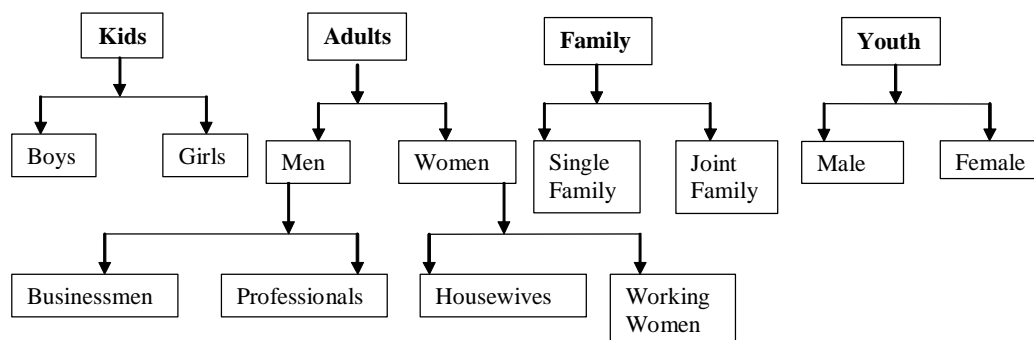 Kids
Adults
Family
Youth
Boys
Girls
Men
Women
Single
Family
Joint
Family
Male
Female
Businessmen
Professionals
Housewives
Working
Women